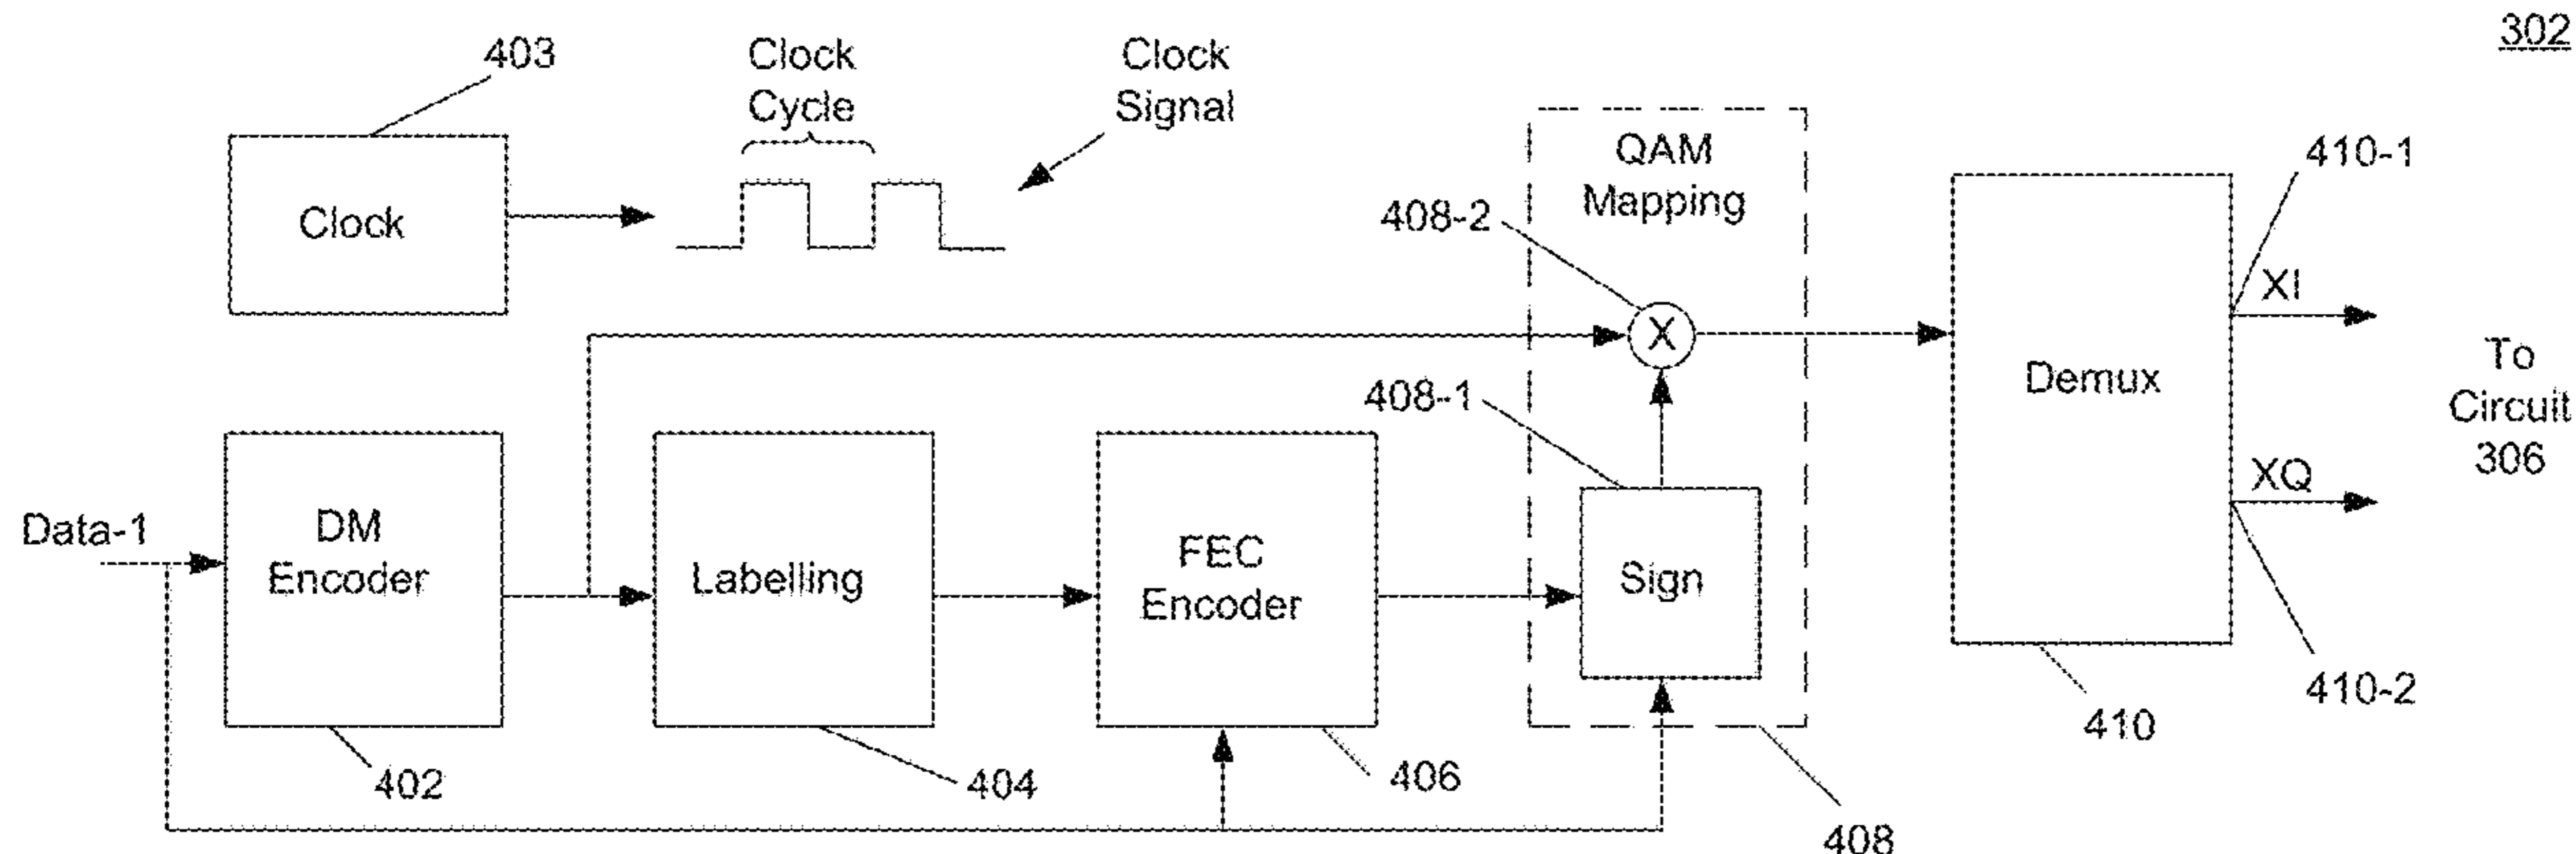 302
403
Clock
Cycle
Clock
Signal
Clock
QAM
Mapping
408-2
X
410-1
XI
To
Circuit
306
Demux
408-1
XQ
Data-1
DM
Encoder
Labelling
FEC
Encoder
Sign
410-2
410
402
404
406
408